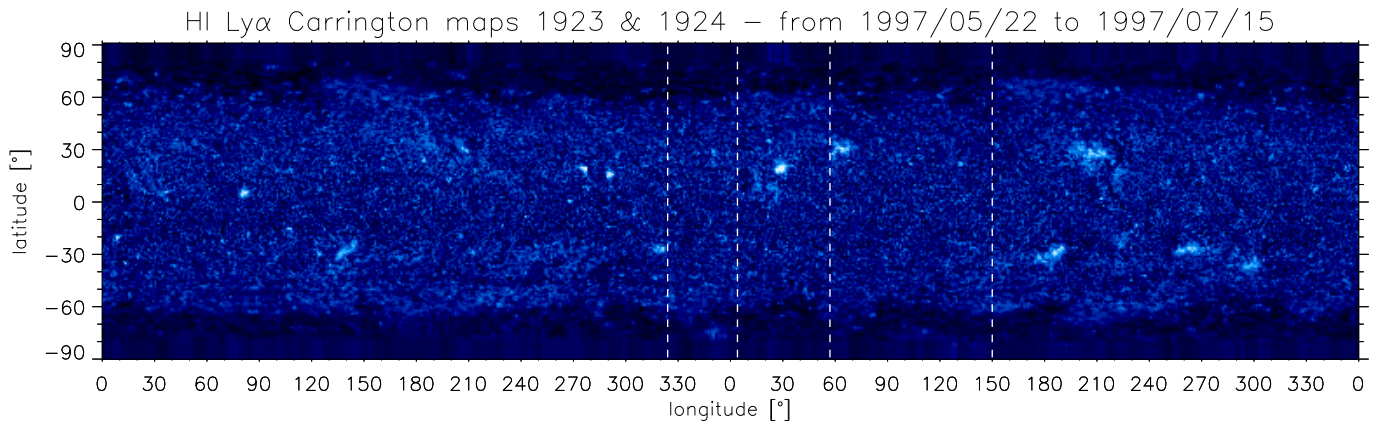 HI Lyα Carrington maps 1923 & 1924 – from 1997/05/22 to 1997/07/15
90
60
30
0
−30
−60
−90
latitude [°]
0 30 60 90 120 150 180 210 240 270 300 330 0 30 60 90 120 150 180 210 240 270 300 330 0
longitude [°]